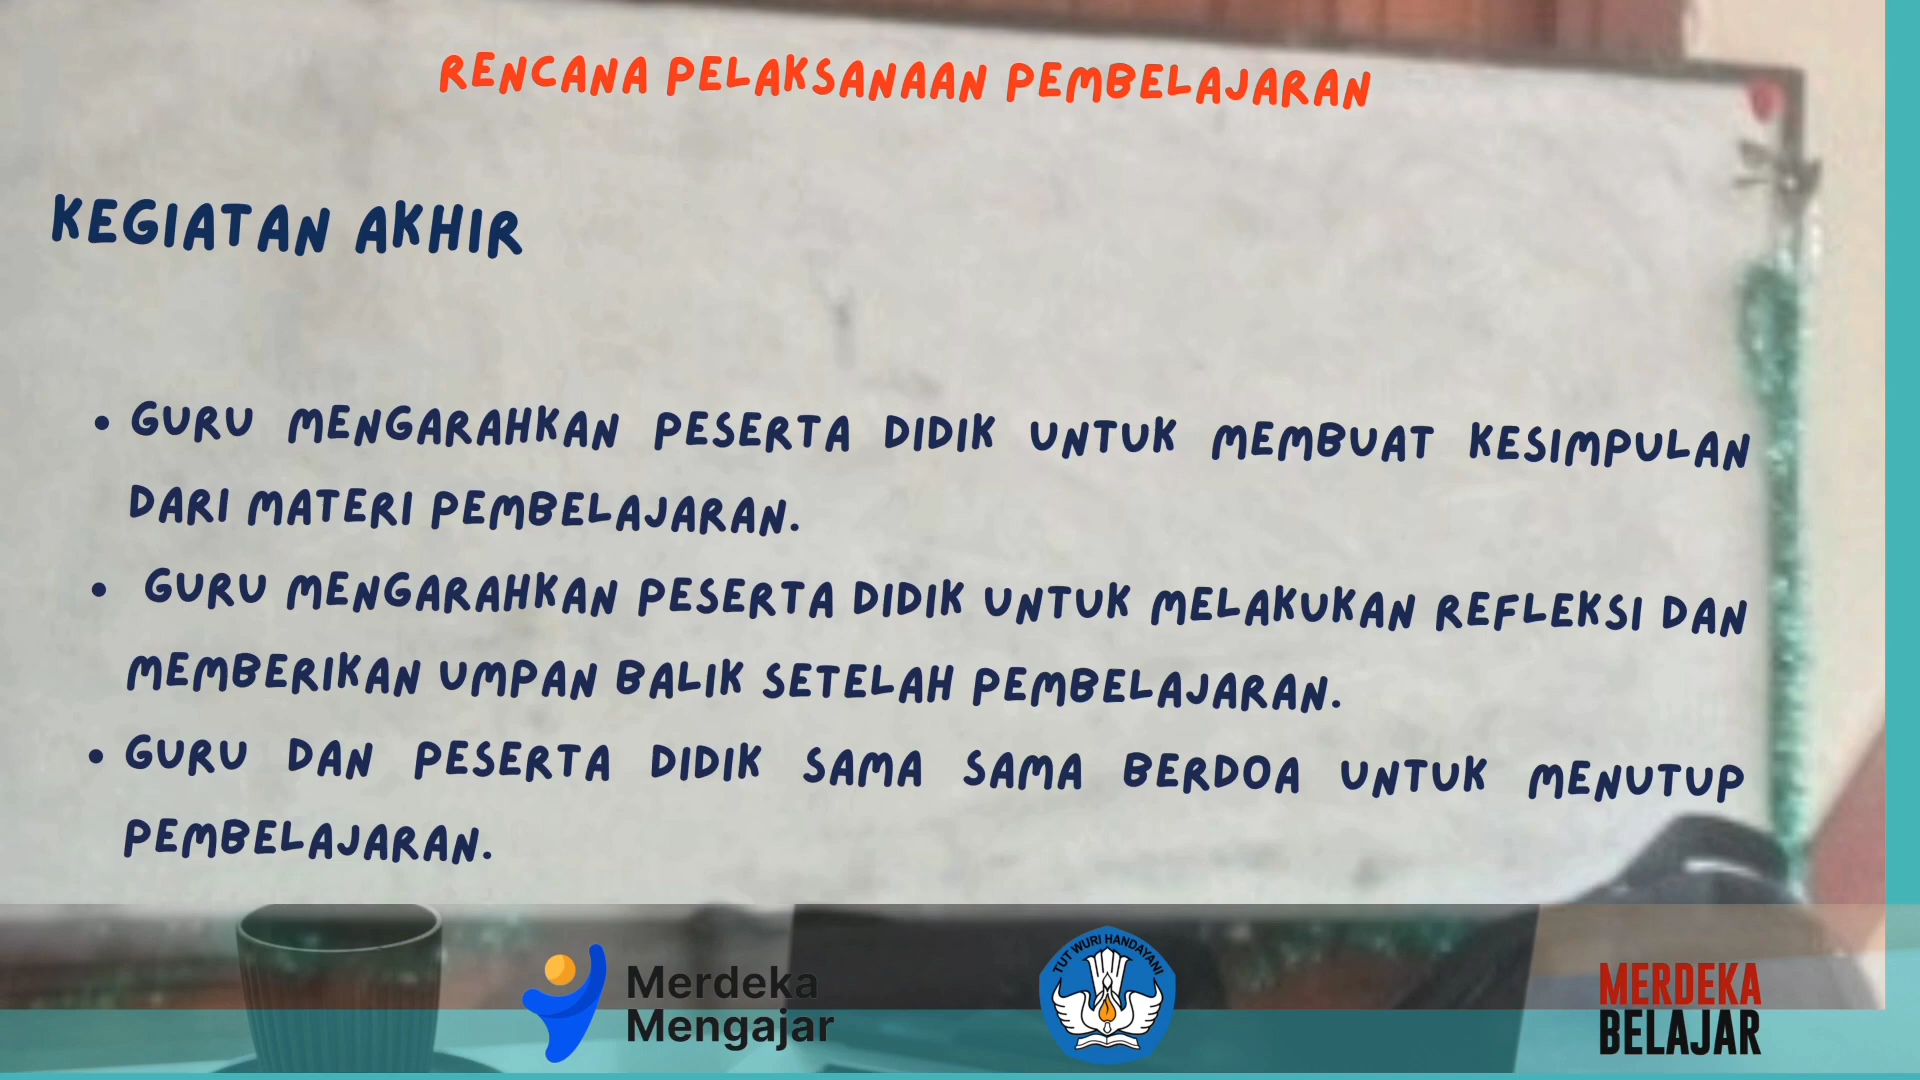 RENCANA PELAKSANAAN PEMBELAJARAN
KEGIATAN AKHIR
• GURU MENGARAHKAN PESERTA DIDIK UNTUK MEMBUAT KESIMPULAN
DARI MATERI PEMBELAJARAN.
• GURU MENGARAHKAN PESERTA DIDIK UNTUK MELAKUKAN REFLEKSI DAN
MEMBERIKAN UMPAN BALIK SETELAH PEMBELAJARAN.
• GURU DAN PESERTA DIDIK SAMA SAMA BERDOA UNTUK MENUTUP
PEMBELAJARAN.
Merdeka
Mengajar
TUT WURI HANDAYANI
MERDEKA
BELAJAR